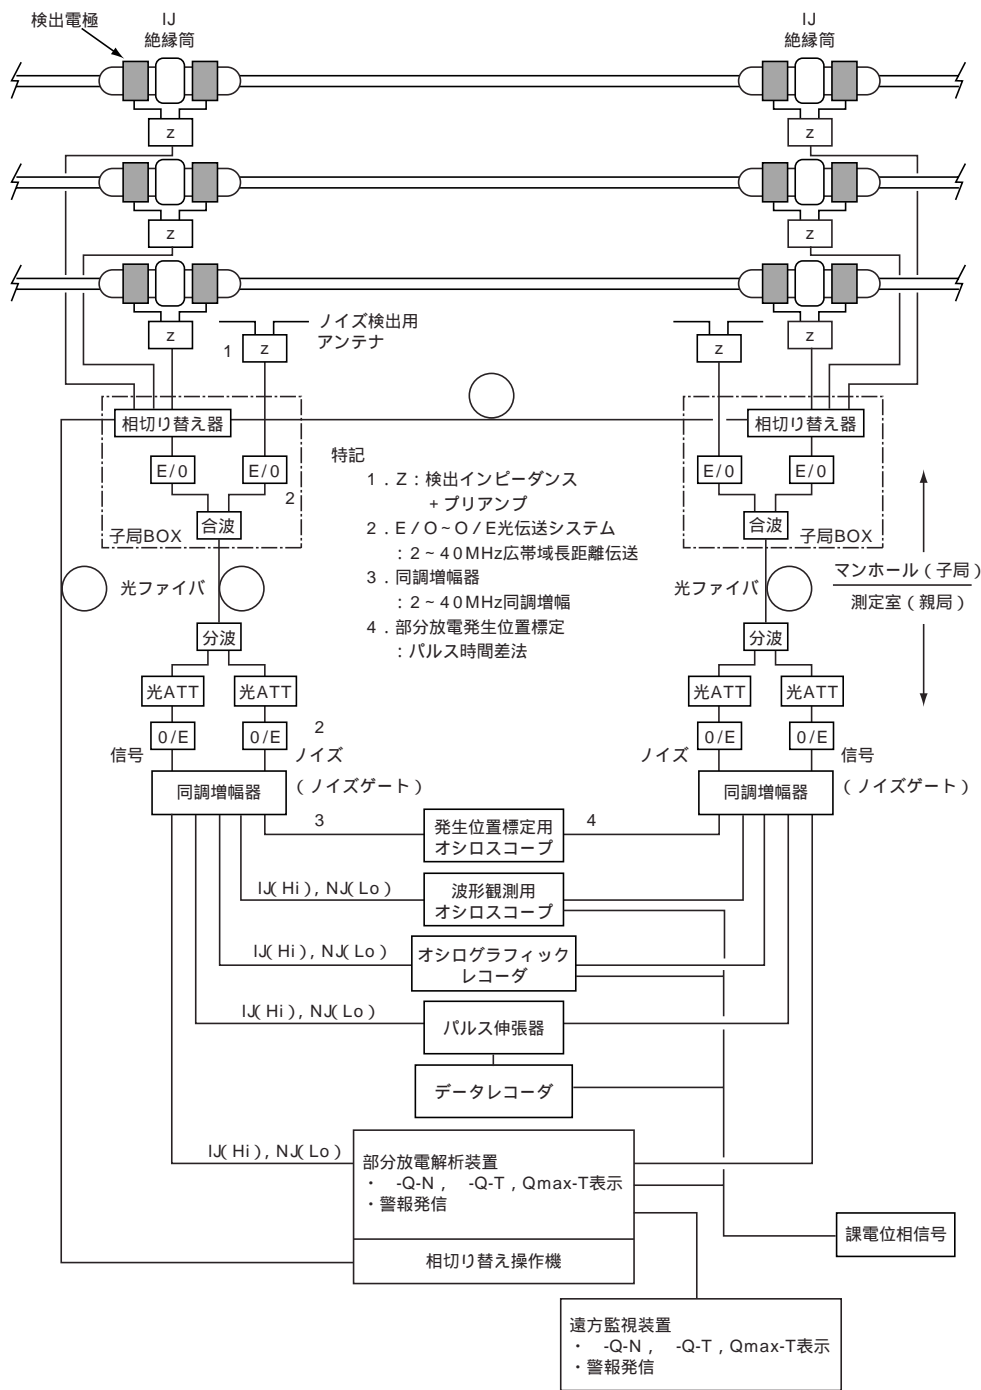 検出電極
IJ
絶縁筒
IJ
絶縁筒
z
z
z
z
z
z
1
z
ノイズ検出用
アンテナ
z
相切り替え器
相切り替え器
E/0
E/0
2
合波
子局BOX
E/0
E/0
合波
子局BOX
特記
1．Z：検出インピーダンス
+プリアンプ
2．E/O~O/E光伝送システム
：2~40MHz広帯域長距離伝送
3．同調増幅器
：2~40MHz同調増幅
4．部分放電発生位置標定
：パルス時間差法
マンホール(子局)
測定室(親局)
光ファイバ
光ファイバ
分波
分波
光ATT
光ATT
光ATT
光ATT
0/E
0/E
2
0/E
0/E
信号
ノイズ
ノイズ
信号
同調増幅器
(ノイズゲート)
同調増幅器
(ノイズゲート)
3
発生位置標定用
オシロスコープ
4
IJ(Hi), NJ(Lo)
波形観測用
オシロスコープ
IJ(Hi), NJ(Lo)
オシログラフィック
レコーダ
IJ(Hi), NJ(Lo)
パルス伸張器
データレコーダ
IJ(Hi), NJ(Lo)
部分放電解析装置
・ -Q-N, -Q-T, Qmax-T表示
・警報発信
相切り替え操作機
課電位相信号
遠方監視装置
・ -Q-N, -Q-T, Qmax-T表示
・警報発信